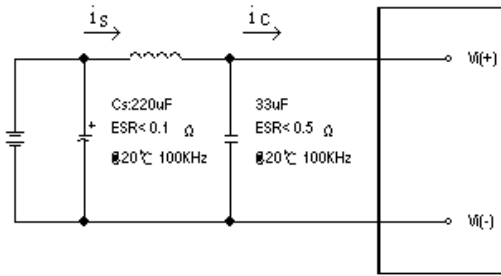 is
ic
Vi(+)
Cs:220uF
ESR<0.1 Ω
@20℃ 100KHz
+
33uF
ESR<0.5 Ω
@20℃ 100KHz
Vi(-)